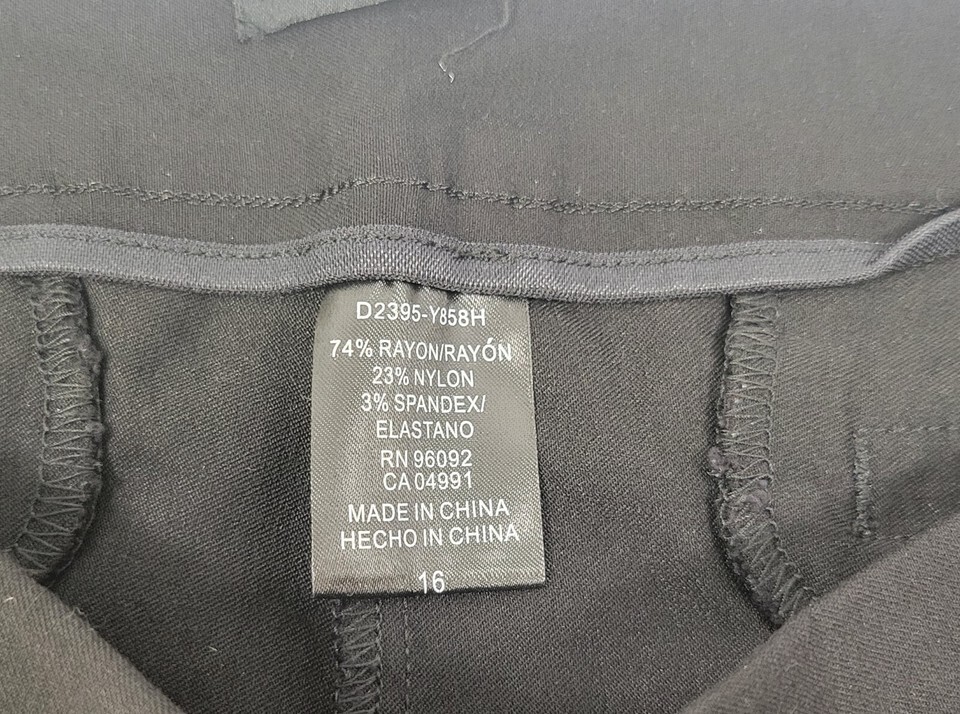 D2395-Y858H
74% RAYON/RAYÓN
23% NYLON
3% SPANDEX/
ELASTANO
RN 96092
CA 04991
MADE IN CHINA
HECHO IN CHINA
16